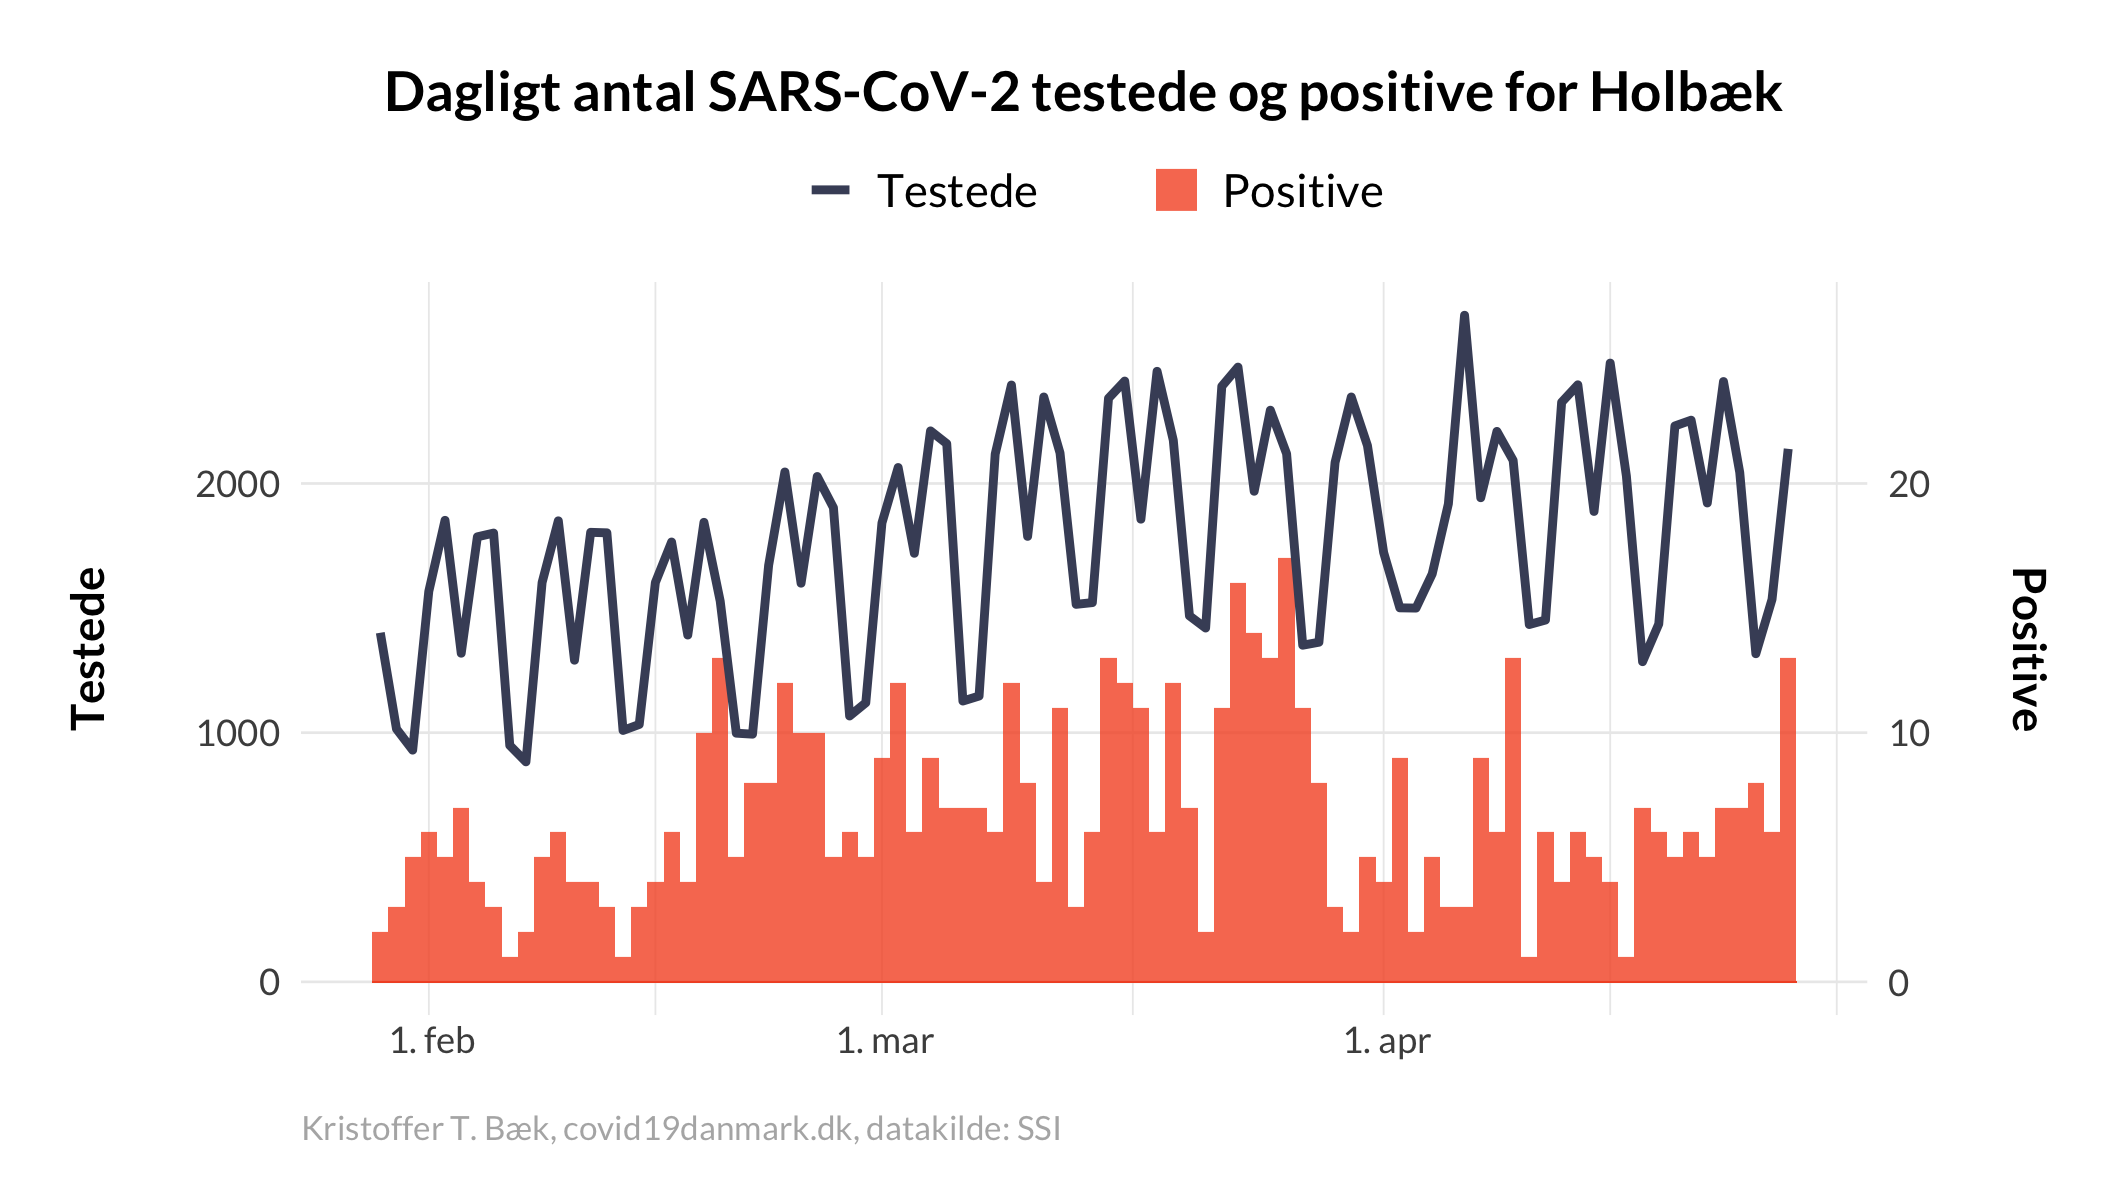 Dagligt antal SARS-CoV-2 testede og positive for Holbæk
Testede
Positive
2000
1000
0
20
10
0
Testede
Positive
1. feb
1. mar
1. apr
Kristoffer T. Bæk, covid19danmark.dk, datakilde: SSI